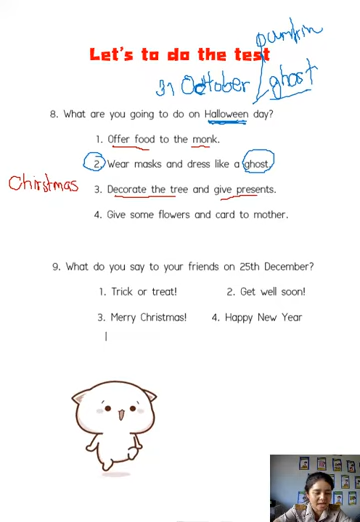 pumkin
Let's to do the test
31 October ghost
8. What are you going to do on Halloween day?
1. Offer food to the monk.
2. Wear masks and dress like a ghost.
Chirstmas
3. Decorate the tree and give presents.
4. Give some flowers and card to mother.
9. What do you say to your friends on 25th December?
1. Trick or treat! 2. Get well soon!
3. Merry Christmas! 4. Happy New Year